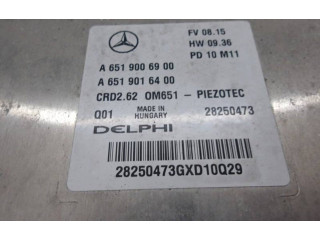 FV 08.15
HW 09.36
PD 10 M11
A 651 900 69 00
A 651 901 64 00
CRD2.62 OM651 - PIEZOTEC
Q01 MADE IN HUNGARY 28250473
DELPHI
28250473GXD10Q29